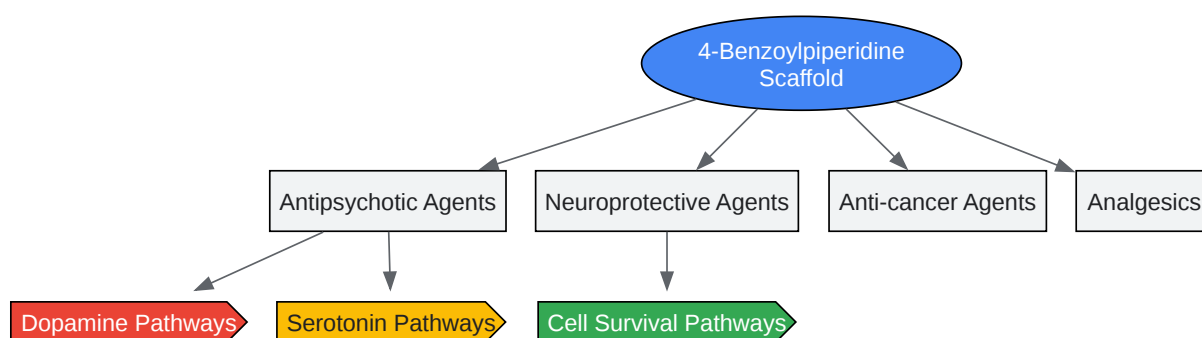 4-Benzoylpiperidine
Scaffold
Antipsychotic Agents
Neuroprotective Agents
Anti-cancer Agents
Analgesics
Dopamine Pathways
Serotonin Pathways
Cell Survival Pathways